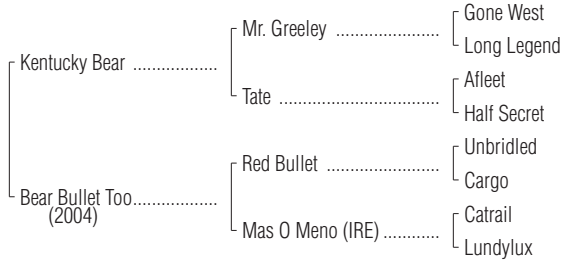 Gone West
Mr. Greeley ....................
Long Legend
Kentucky Bear ................
Afleet
Tate ...............................
Half Secret
Unbridled
Red Bullet ......................
Cargo
Bear Bullet Too................
(2004)
Catrail
Mas O Meno (IRE) ...........
Lundylux